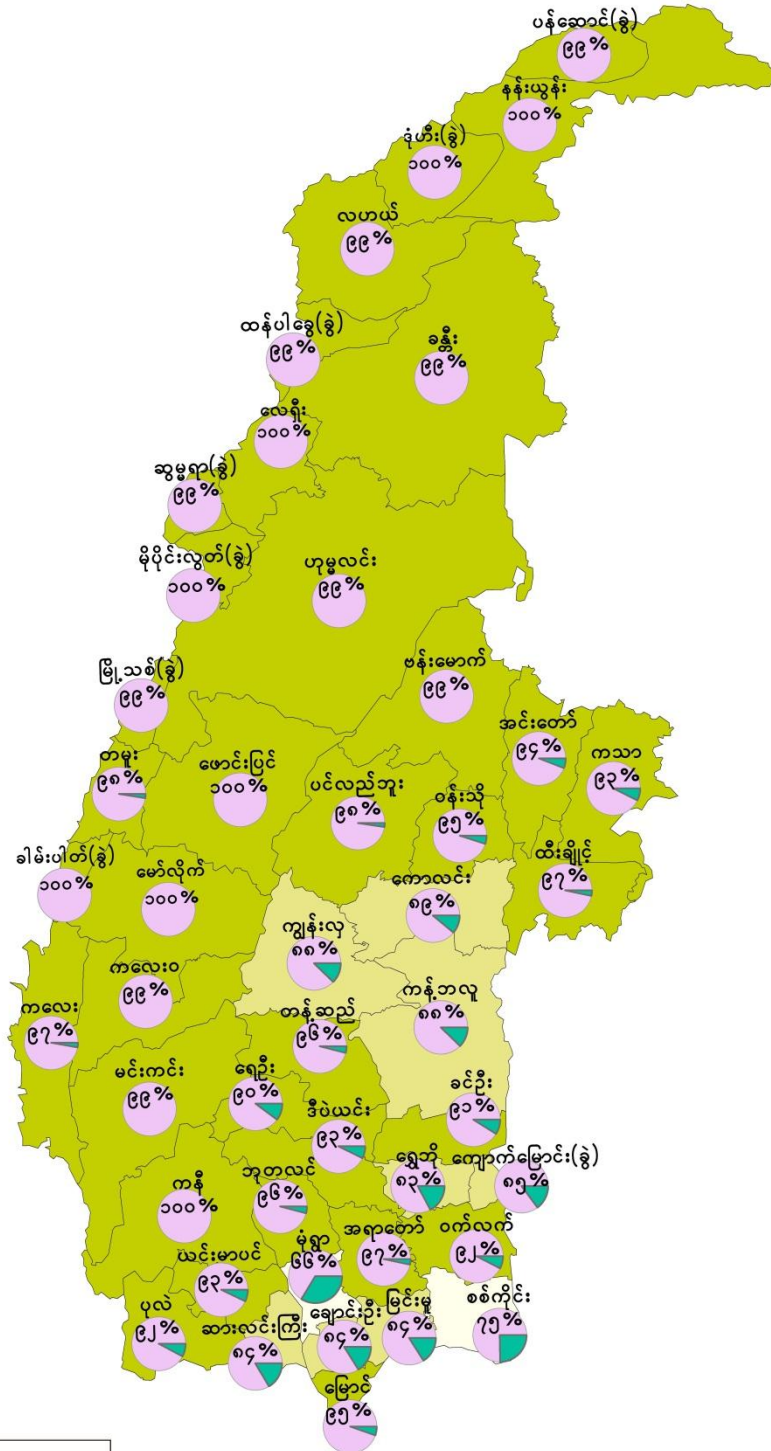 ပန်ဆောင်(ခွဲ)
၉၉%
နန်းယွန်း
၁၀၀%
ဒုံဟီး(ခွဲ)
၁၀၀%
လဟယ်
၉၉%
ထန်ပါခွေ(ခွဲ)
၉၉%
ခန္တီး
၉၉%
လေရှီး
၁၀၀%
ဆွမ္မရာ(ခွဲ)
၉၉%
မိုပိုင်းလွတ်(ခွဲ)
၁၀၀%
ဟုမ္မလင်း
၉၉%
မြို့သစ်(ခွဲ)
၉၉%
ဗန်းမောက်
၉၉%
အင်းတော်
၉၄%
ကသာ
၉၃%
တမူး
၉၈%
ဖောင်းပြင်
၁၀၀%
ပင်လည်ဘူး
၉၈%
ဝန်းသို
၉၅%
ထီးချိုင့်
၉၇%
ခါမ်းပါတ်(ခွဲ)
၁၀၀%
မော်လိုက်
၁၀၀%
ကောလင်း
၈၉%
ကျွန်းလှ
၈၈%
ကလေးဝ
၉၉%
ကန့်ဘလူ
၈၈%
ကလေး
၉၇%
တန့်ဆည်
၉၆%
မင်းကင်း
၉၉%
ရေဦး
၉၀%
ခင်ဦး
၉၁%
ဒီပဲယင်း
၉၃%
ရွှေဘို
၈၃%
ကျောက်မြောင်း(ခွဲ)
၈၅%
ကနီ
၁၀၀%
ဘုတလင်
၉၆%
အရာတော်
၉၇%
ဝက်လက်
၉၂%
ယင်းမာပင်
၉၃%
မုံရွာ
၆၆%
ပုလဲ
၉၂%
ဆားလင်းကြီး
၈၄%
ချောင်းဦး
၈၄%
မြင်းမူ
၈၄%
စစ်ကိုင်း
၇၅%
မြောင်
၉၅%